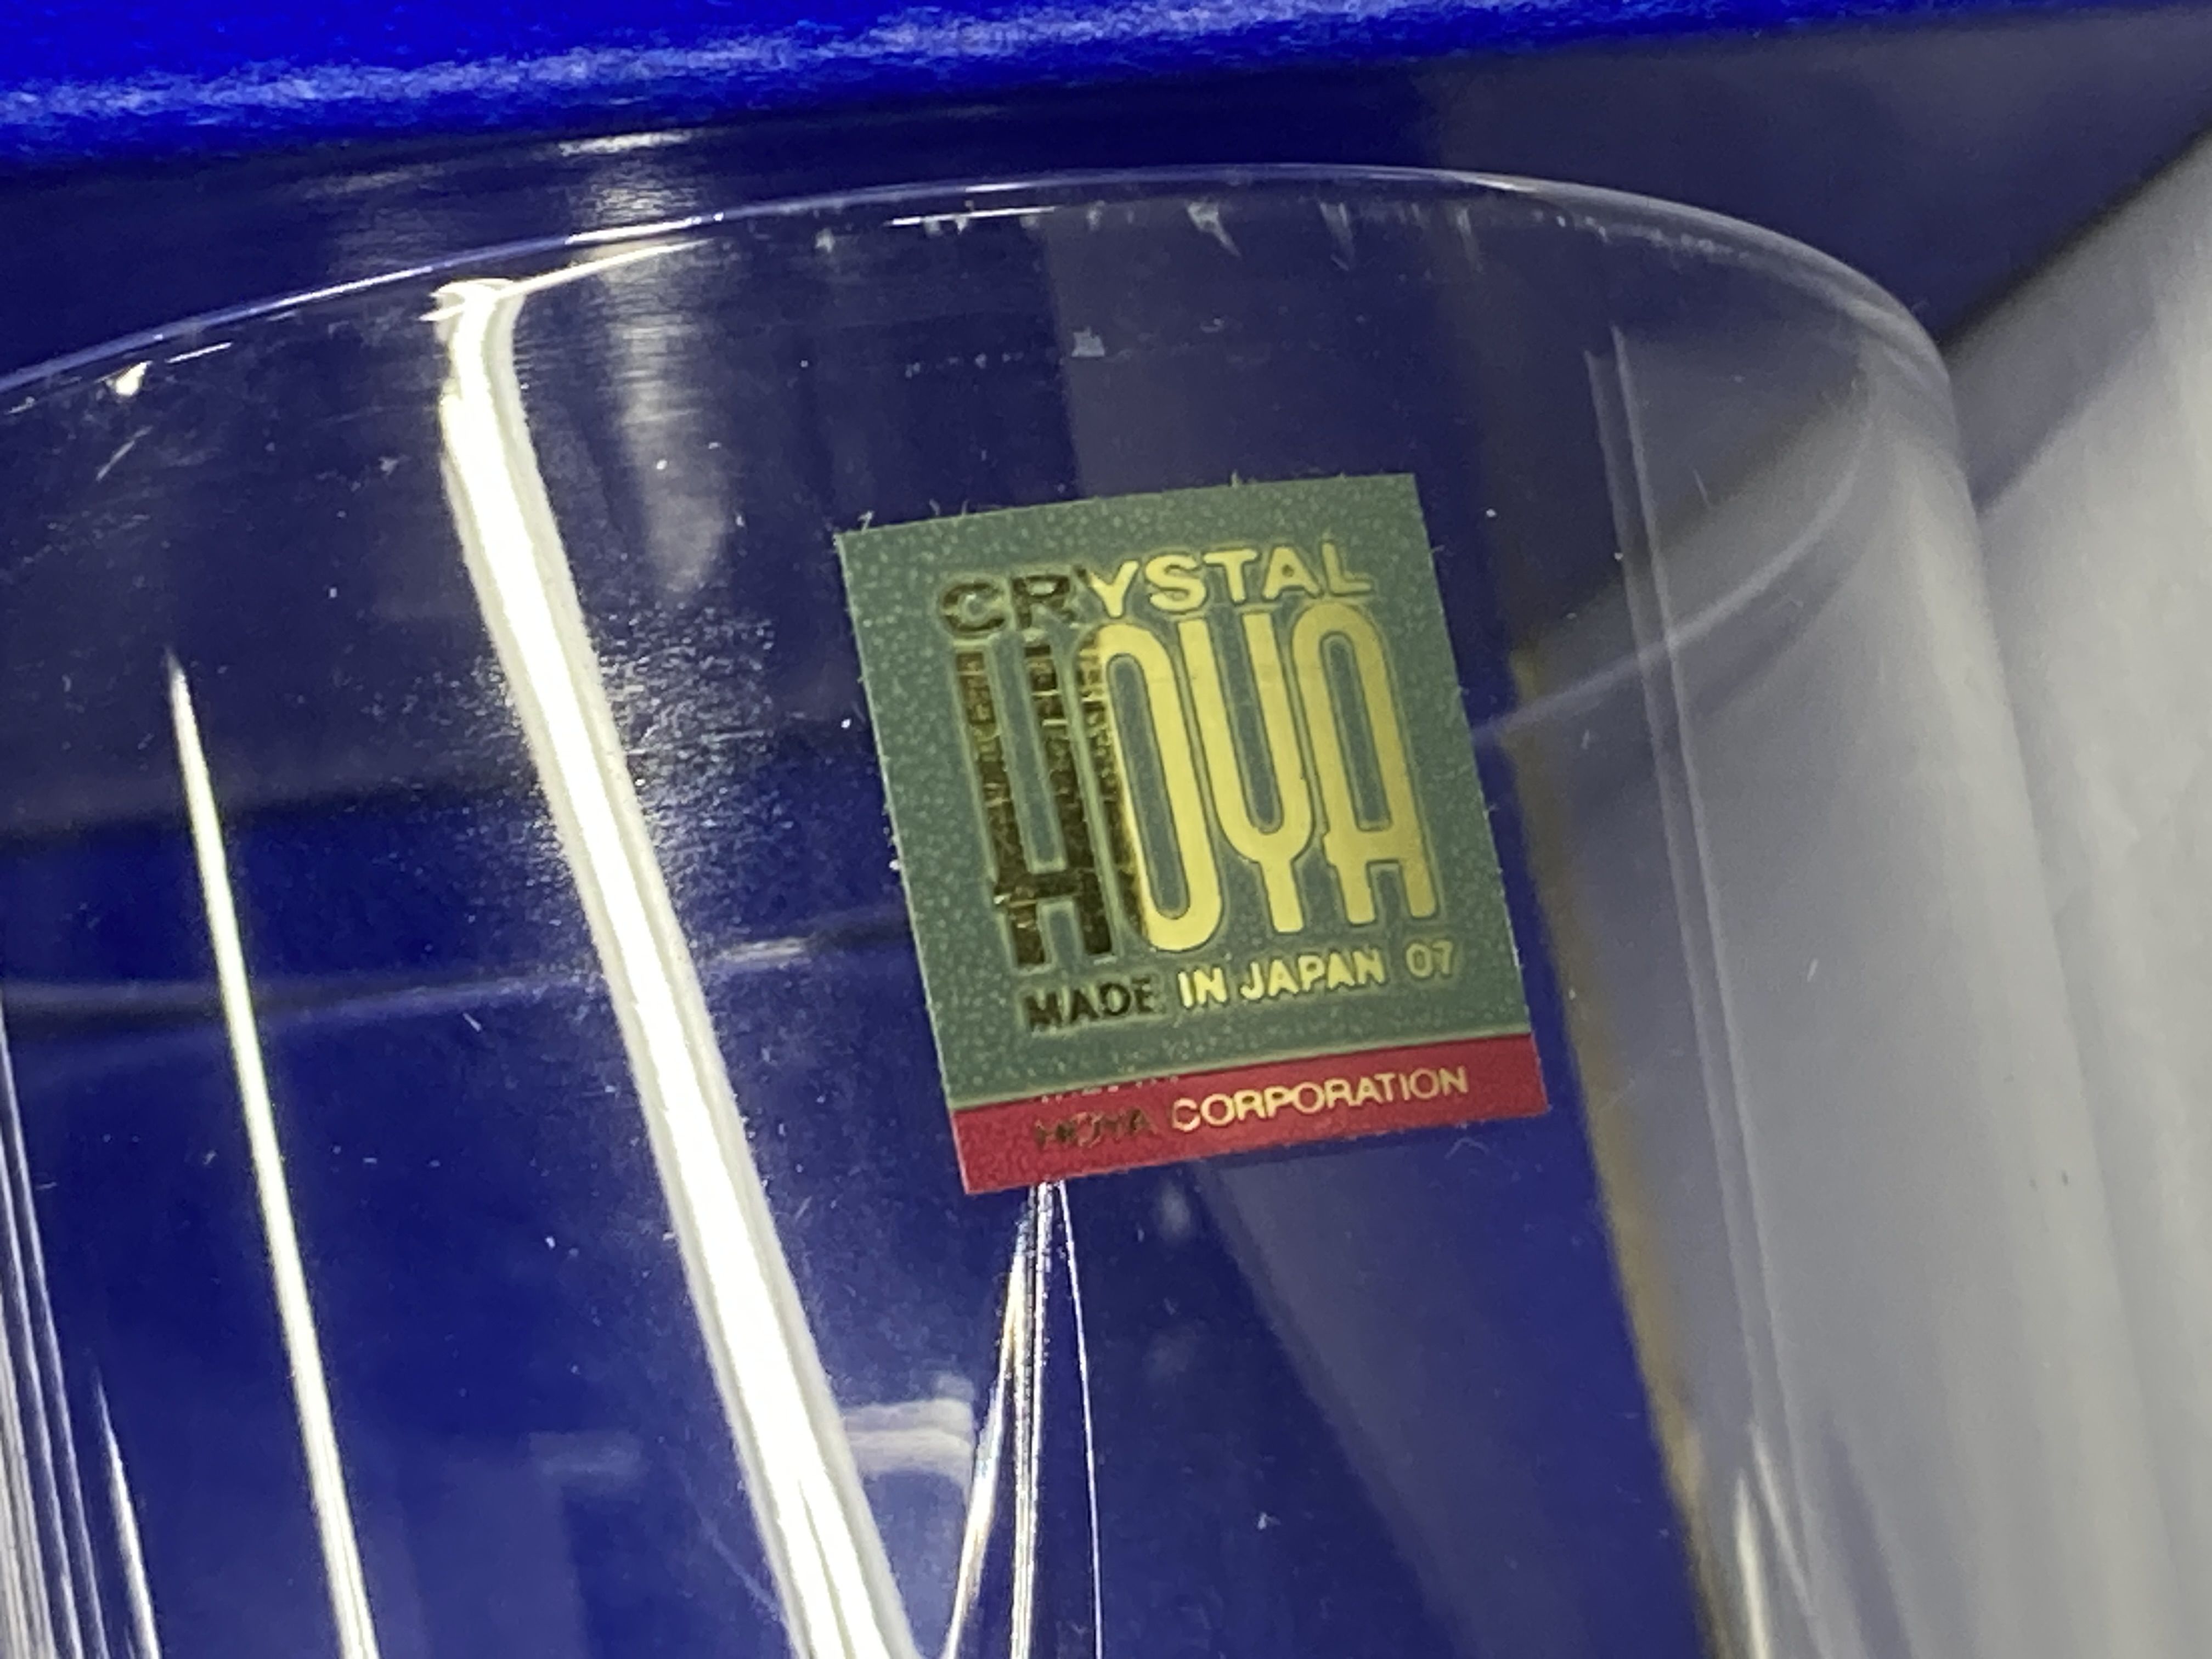 CRYSTAL
HOYA
MADE IN JAPAN 07
HOYA CORPORATION